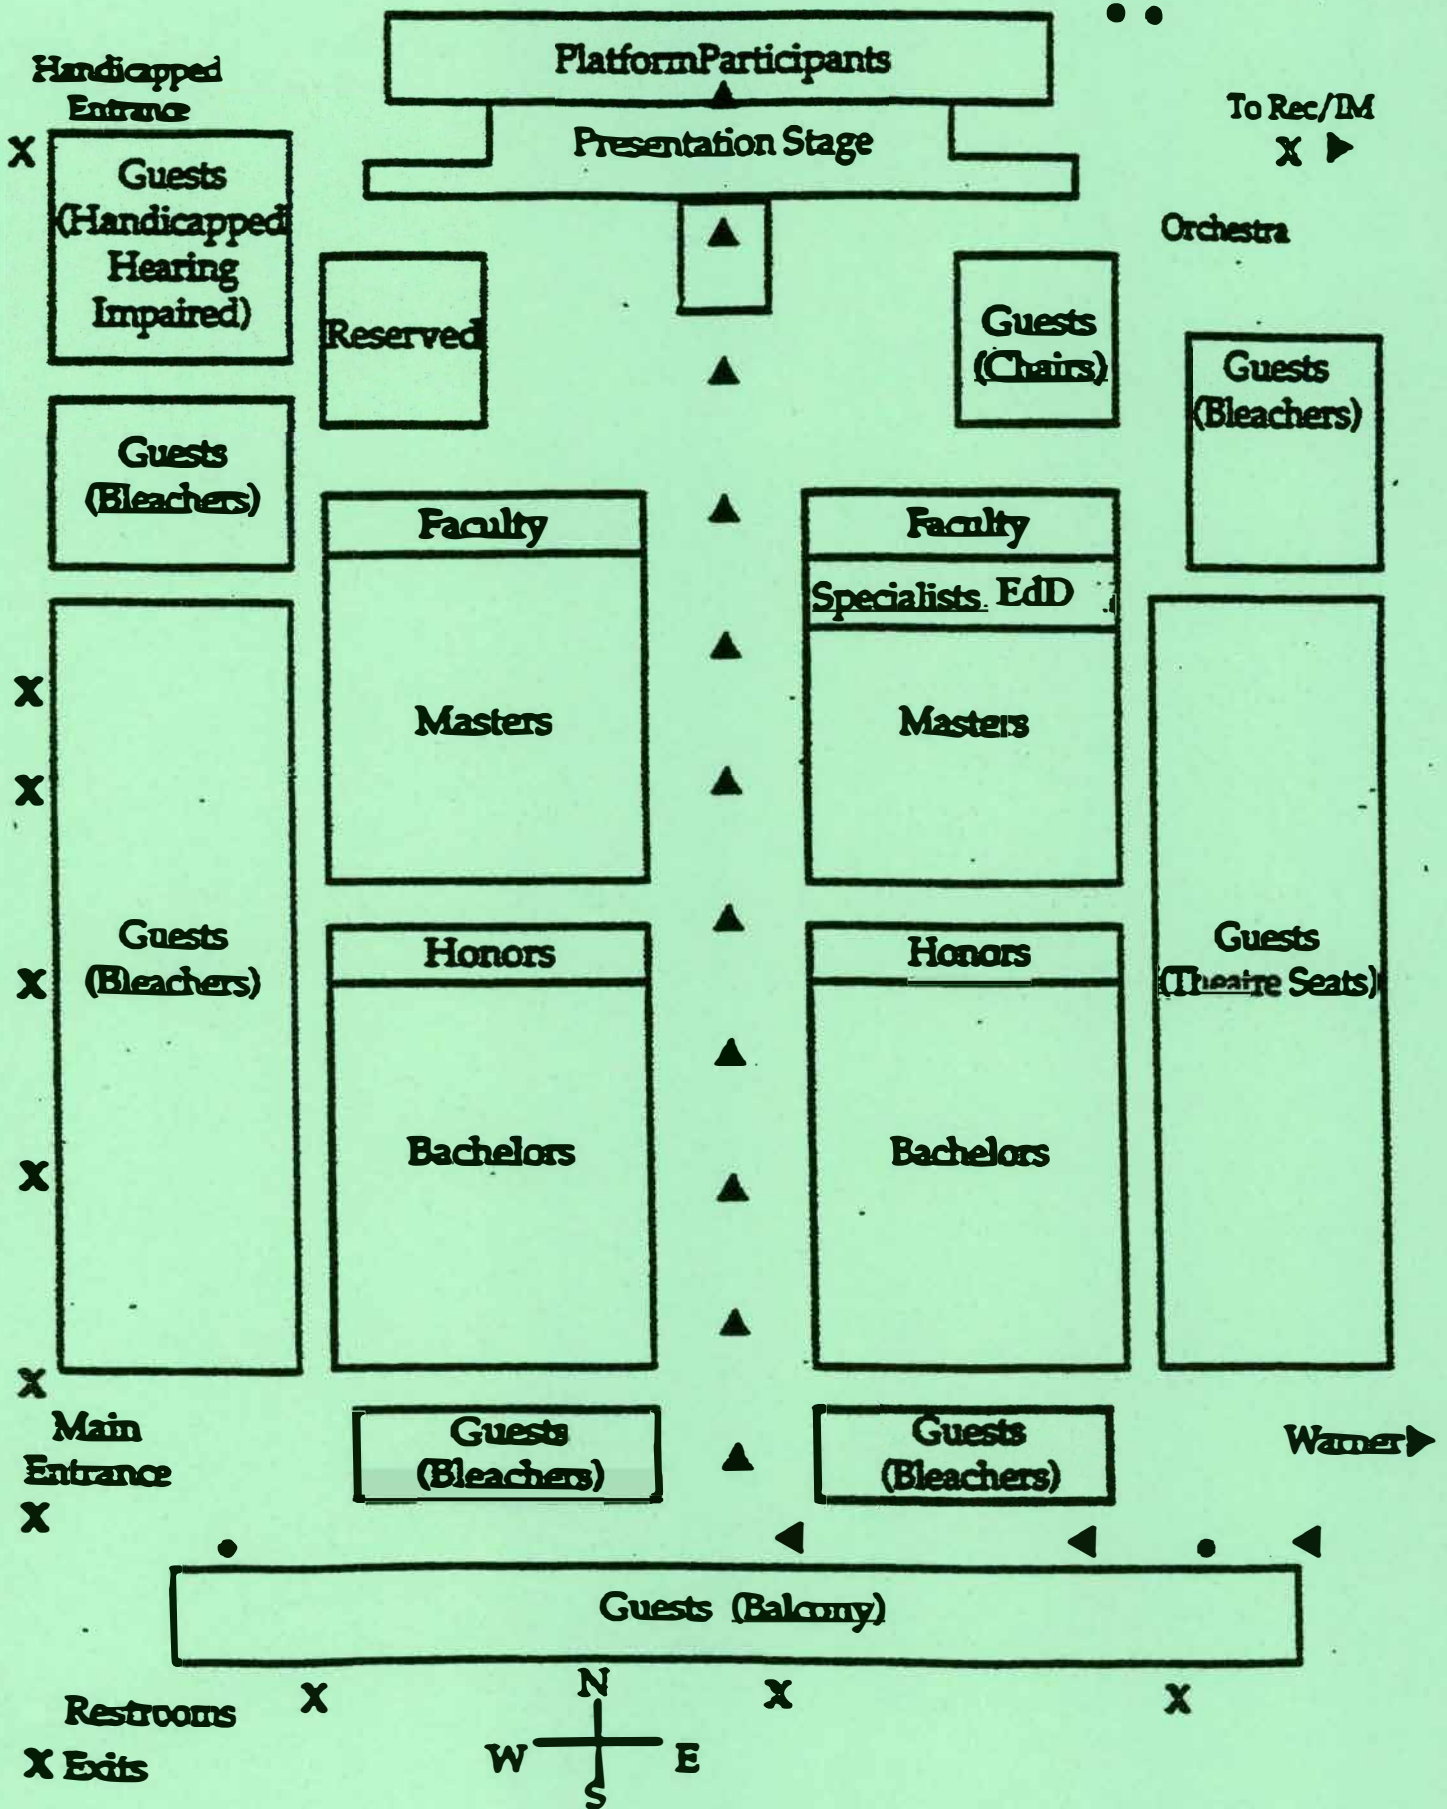 PlatformParticipants
Handicapped
Entrance
To Rec/IM
X
X
Presentation Stage
Guests
(Handicapped
Hearing
Impaired)
Orchestra
Reserved
Guests
(Chairs)
Guests
(Bleachers)
Guests
(Bleachers)
Faculty
Faculty
Specialists EdD
X
Masters
Masters
X
Guests
(Bleachers)
Honors
Honors
Guests
(Theatre Seats)
X
Bachelors
Bachelors
X
X
Main
Entrance
X
Guests
(Bleachers)
Guests
(Bleachers)
Warner
Guests (Balcony)
X
X
X
Restrooms
X Exits
N
W E
S